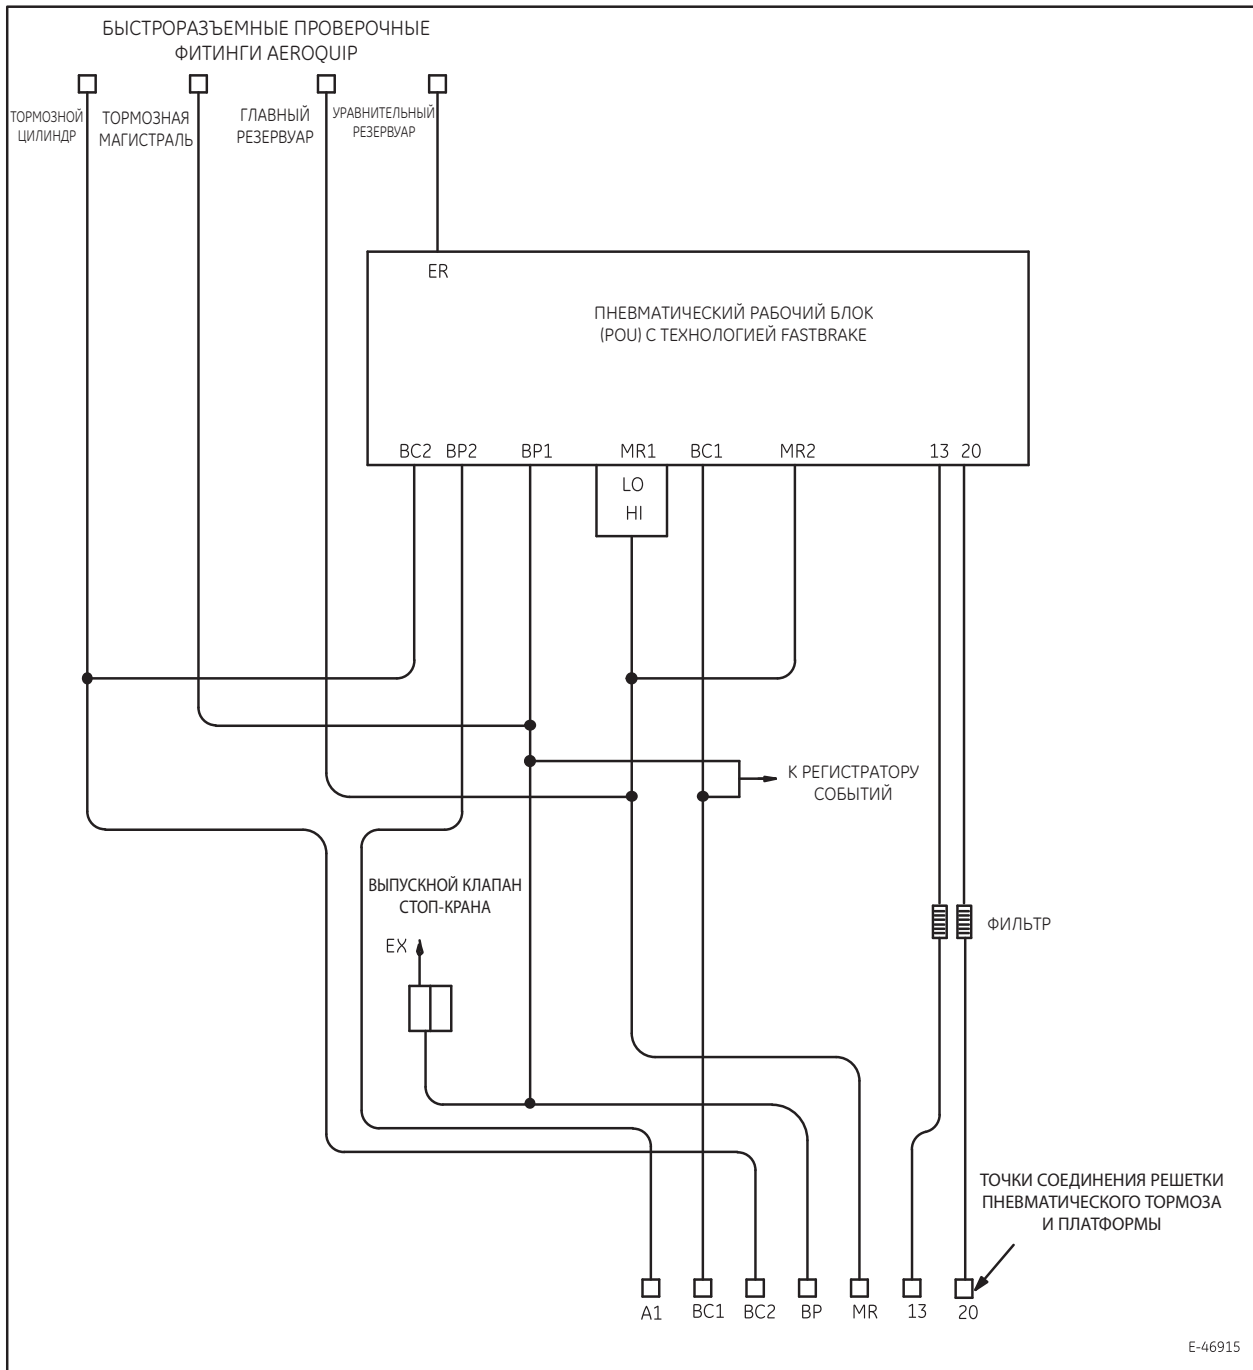 БЫСТРОРАЗЪЕМНЫЕ ПРОВЕРОЧНЫЕ
ФИТИНГИ AEROQUIP
ТОРМОЗНОЙ
ЦИЛИНДР
ТОРМОЗНАЯ
МАГИСТРАЛЬ
ГЛАВНЫЙ
РЕЗЕРВУАР
УРАВНИТЕЛЬНЫЙ
РЕЗЕРВУАР
ER
ПНЕВМАТИЧЕСКИЙ РАБОЧИЙ БЛОК
(POU) С ТЕХНОЛОГИЕЙ FASTBRAKE
BC2 BP2 BP1 MR1 BC1 MR2 13 20
LO
HI
К РЕГИСТРАТОРУ
СОБЫТИЙ
ВЫПУСКНОЙ КЛАПАН
СТОП-КРАНА
EX
ФИЛЬТР
ТОЧКИ СОЕДИНЕНИЯ РЕШЕТКИ
ПНЕВМАТИЧЕСКОГО ТОРМОЗА
И ПЛАТФОРМЫ
A1 BC1 BC2 BP MR 13 20
E-46915